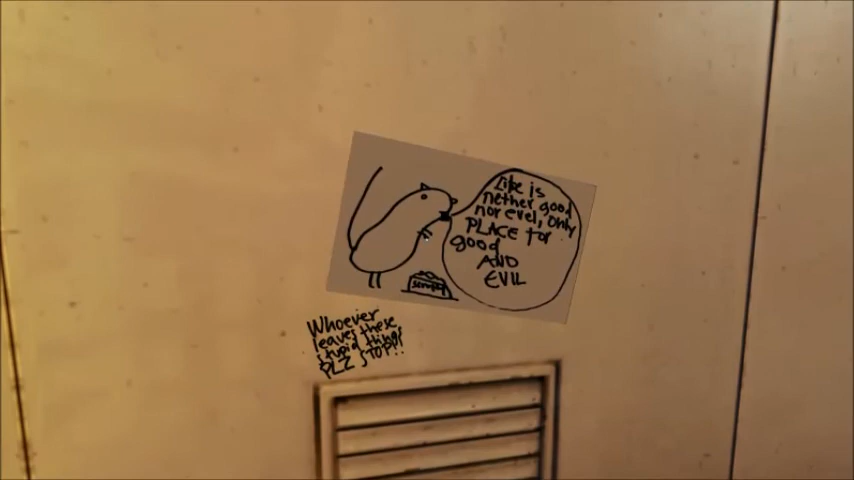 Life is
nether good
nor evel, only
PLACE for
good
AND
EVIL
Whoever
leaves these
stupid things
PLZ STOP!!